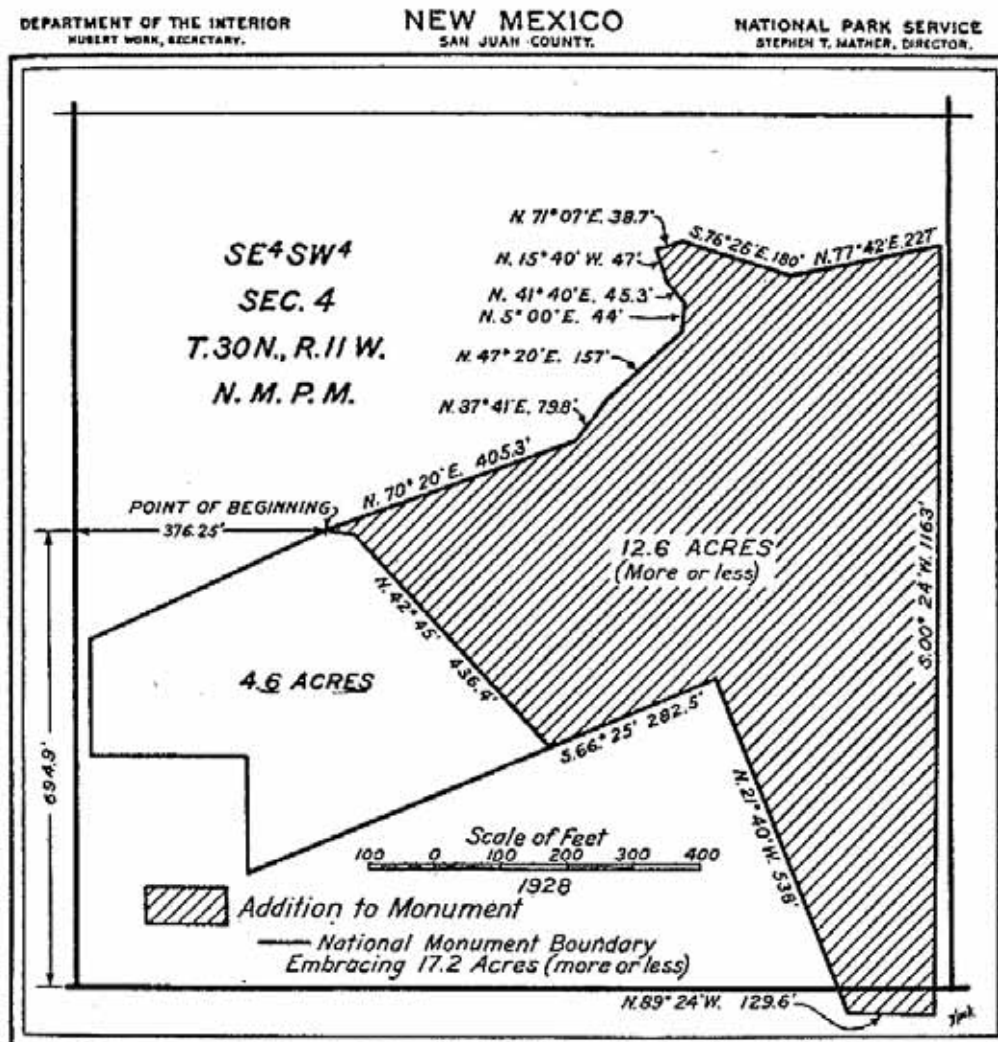 DEPARTMENT OF THE INTERIOR
HUBERT WORK, SECRETARY.
NEW MEXICO
SAN JUAN COUNTY.
NATIONAL PARK SERVICE
STEPHEN T. MATHER, DIRECTOR.
N. 71° 07'E. 38.7'
S.76° 26'E. 180'
N.77° 42'E. 227'
SE4 SW4
SEC. 4
T.30N., R.11 W.
N. M. P. M.
N. 15° 40' W. 47'
N. 41° 40'E. 45.3'
N. 5° 00'E. 44'
N. 47° 20'E. 157'
N. 37° 41'E. 79.8'
N. 70° 20'E. 405.3'
POINT OF BEGINNING
376.25'
12.6 ACRES
(More or less)
S.00° 24'W. 1163'
N. 42° 45' 436.4'
4.6 ACRES
694.9'
S.66.° 25' 282.5'
N. 21° 40'W. 538'
Scale of Feet
100 0 100 200 300 400
1928
Addition to Monument
National Monument Boundary
Embracing 17.2 Acres (more or less)
N.89° 24'W. 129.6'